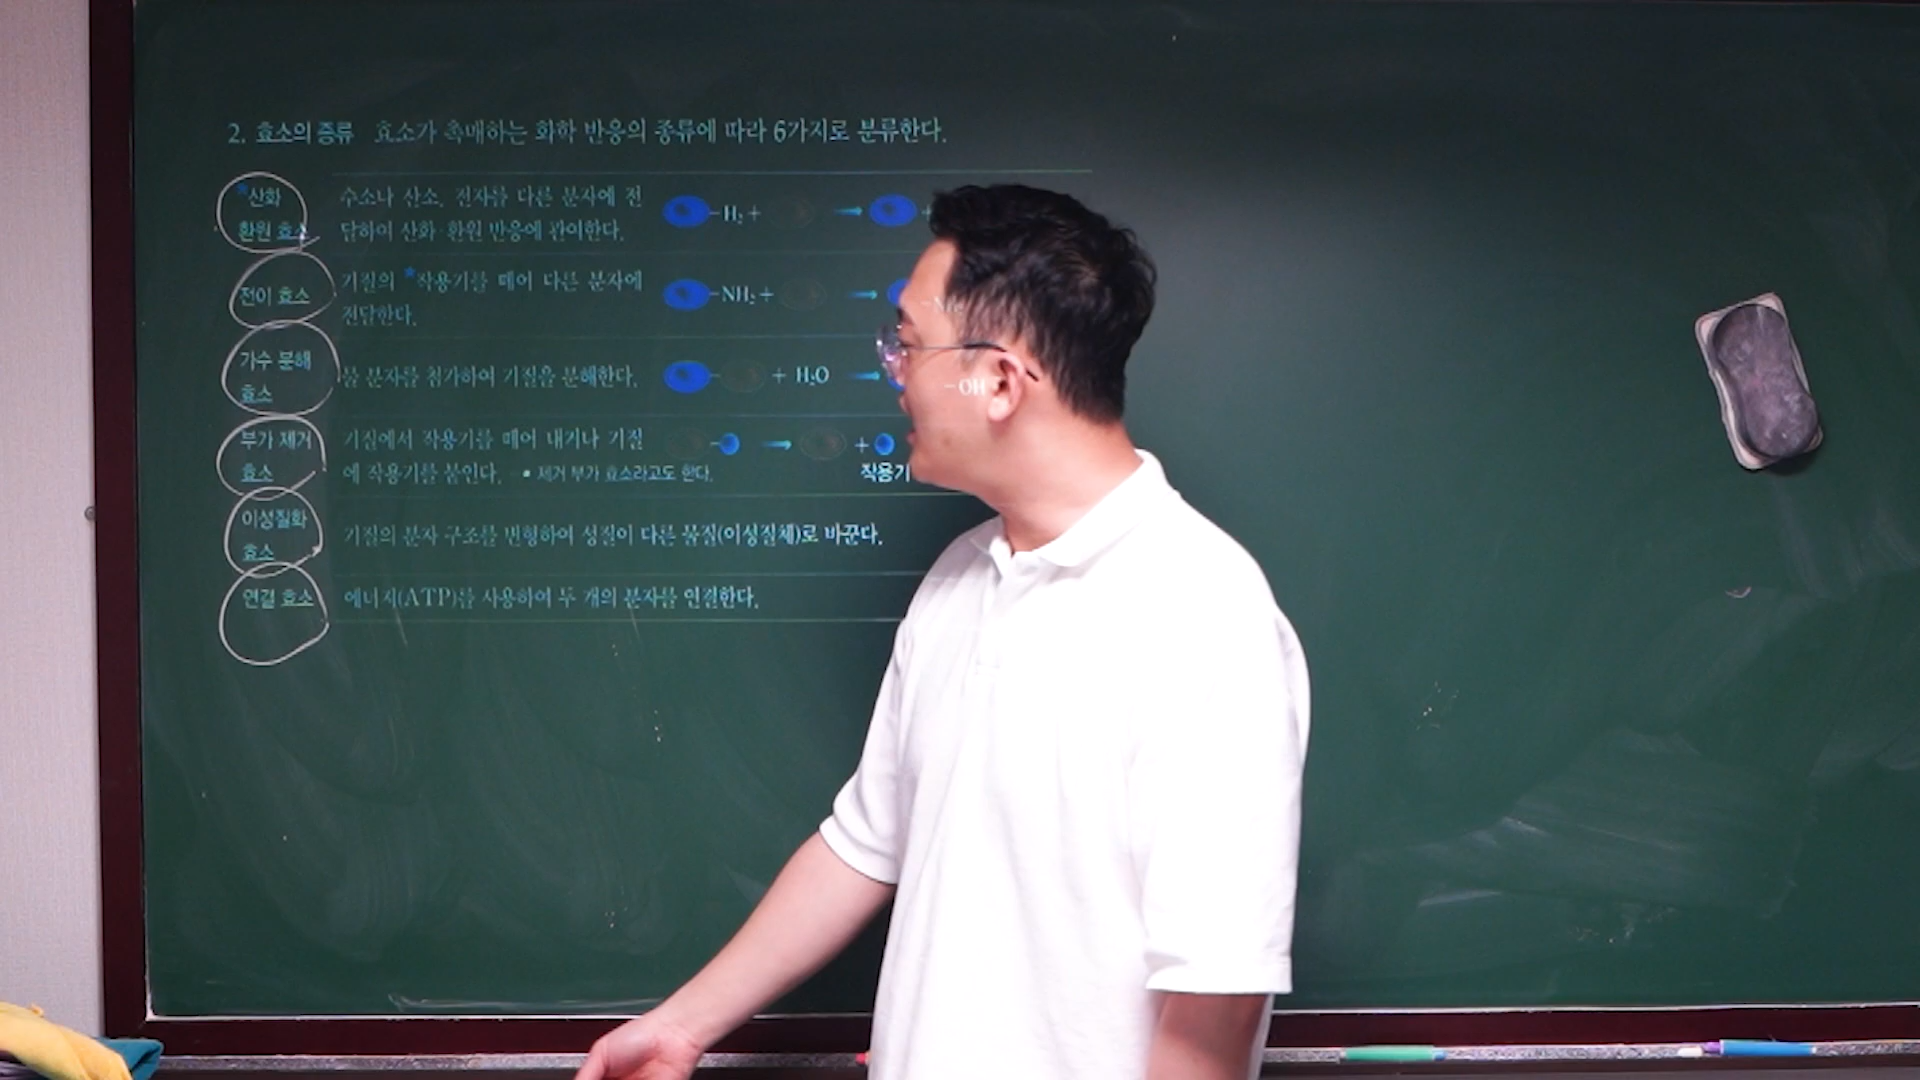 2. 효소의 종류 효소가 촉매하는 화학 반응의 종류에 따라 6가지로 분류한다.
*산화
환원 효소
수소나 산소, 전자를 다른 분자에 전
달하여 산화·환원 반응에 관여한다.
-H₂ + → +
전이 효소
기질의 *작용기를 떼어 다른 분자에
전달한다.
-NH₂ + →
가수 분해
효소
물 분자를 첨가하여 기질을 분해한다.
- + H₂O →
-OH
부가 제거
효소
기질에서 작용기를 떼어 내거나 기질
에 작용기를 붙인다. • 제거 부가 효소라고도 한다.
- → +
작용기
이성질화
효소
기질의 분자 구조를 변형하여 성질이 다른 물질(이성질체)로 바꾼다.
연결 효소
에너지(ATP)를 사용하여 두 개의 분자를 연결한다.